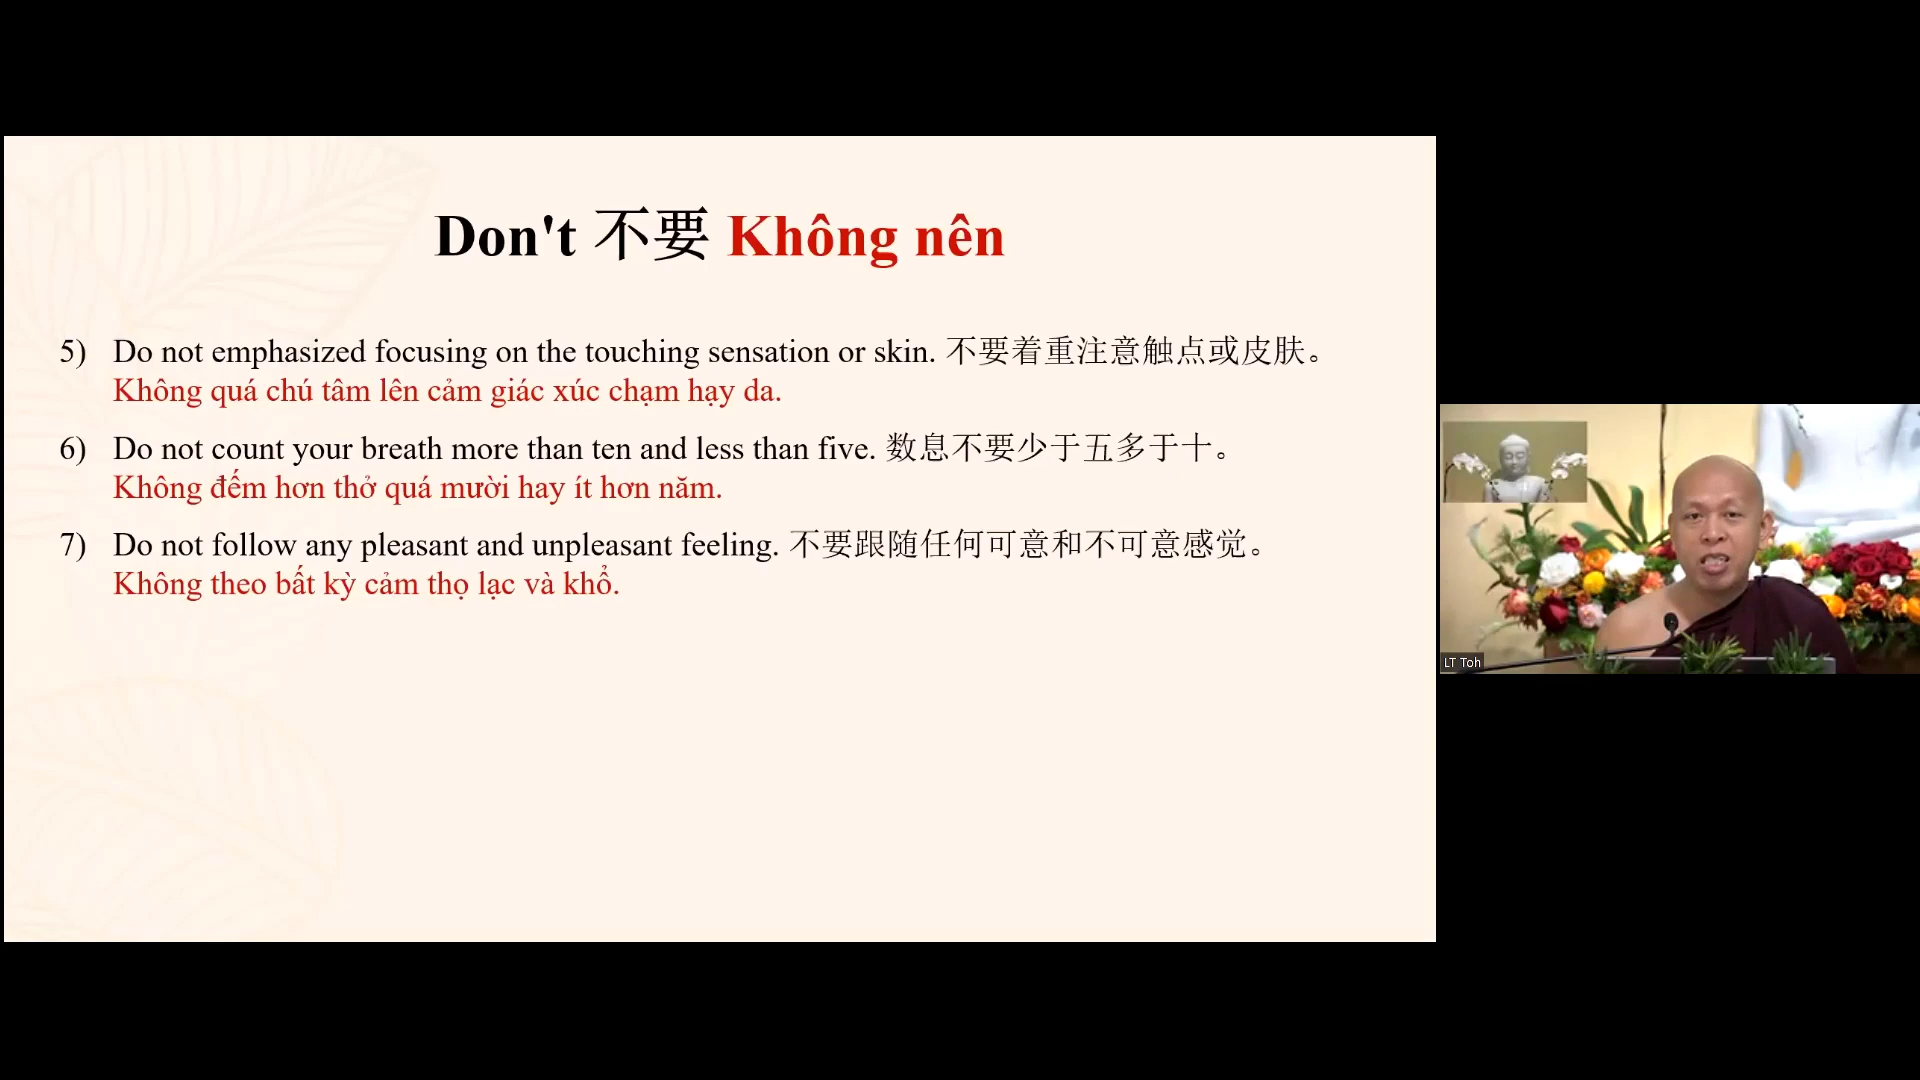 Don't 不要 Không nên
5) Do not emphasized focusing on the touching sensation or skin. 不要着重注意触点或皮肤。
Không quá chú tâm lên cảm giác xúc chạm hạy da.
6) Do not count your breath more than ten and less than five. 数息不要少于五多于十。
Không đếm hơn thở quá mười hay ít hơn năm.
7) Do not follow any pleasant and unpleasant feeling. 不要跟随任何可意和不可意感觉。
Không theo bất kỳ cảm thọ lạc và khổ.
LT Toh